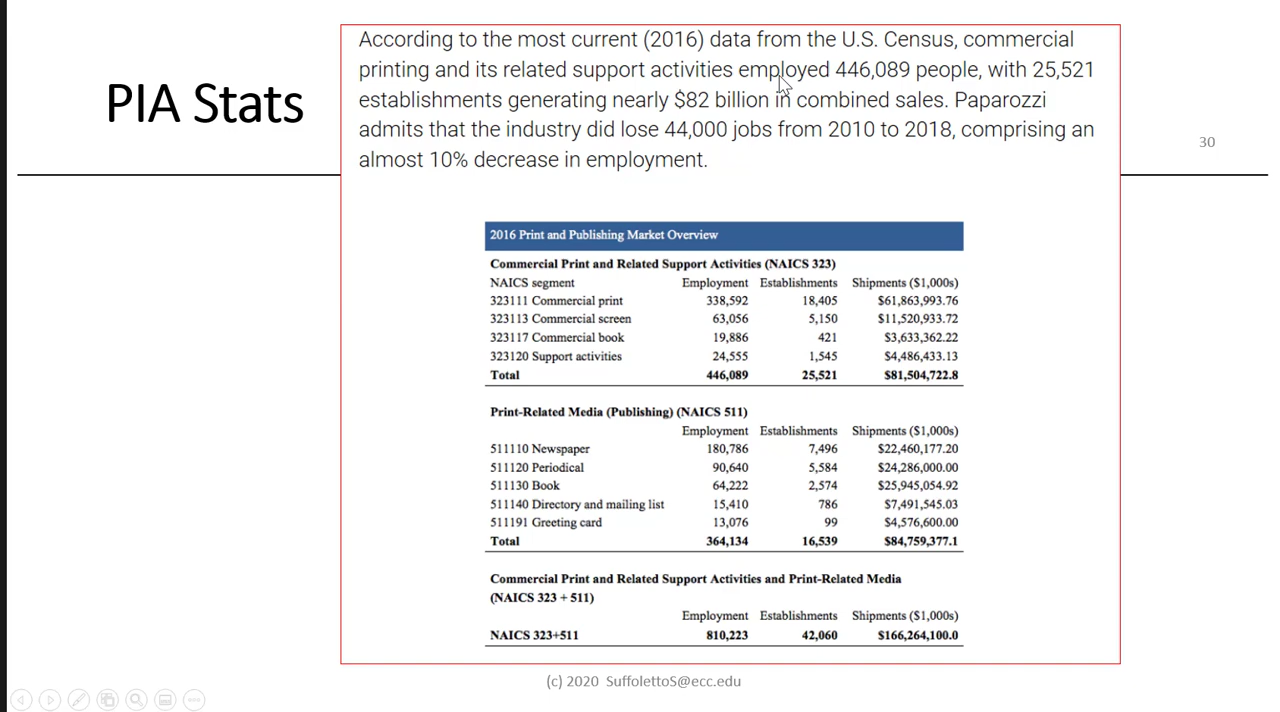 PIA Stats
According to the most current (2016) data from the U.S. Census, commercial
printing and its related support activities employed 446,089 people, with 25,521
establishments generating nearly $82 billion in combined sales. Paparozzi
admits that the industry did lose 44,000 jobs from 2010 to 2018, comprising an
almost 10% decrease in employment.
30
2016 Print and Publishing Market Overview
Commercial Print and Related Support Activities (NAICS 323)
NAICS segment Employment Establishments Shipments ($1,000s)
323111 Commercial print 338,592 18,405 $61,863,993.76
323113 Commercial screen 63,056 5,150 $11,520,933.72
323117 Commercial book 19,886 421 $3,633,362.22
323120 Support activities 24,555 1,545 $4,486,433.13
Total 446,089 25,521 $81,504,722.8
Print-Related Media (Publishing) (NAICS 511)
Employment Establishments Shipments ($1,000s)
511110 Newspaper 180,786 7,496 $22,460,177.20
511120 Periodical 90,640 5,584 $24,286,000.00
511130 Book 64,222 2,574 $25,945,054.92
511140 Directory and mailing list 15,410 786 $7,491,545.03
511191 Greeting card 13,076 99 $4,576,600.00
Total 364,134 16,539 $84,759,377.1
Commercial Print and Related Support Activities and Print-Related Media
(NAICS 323 + 511)
Employment Establishments Shipments ($1,000s)
NAICS 323+511 810,223 42,060 $166,264,100.0
(c) 2020 SuffolettoS@ecc.edu